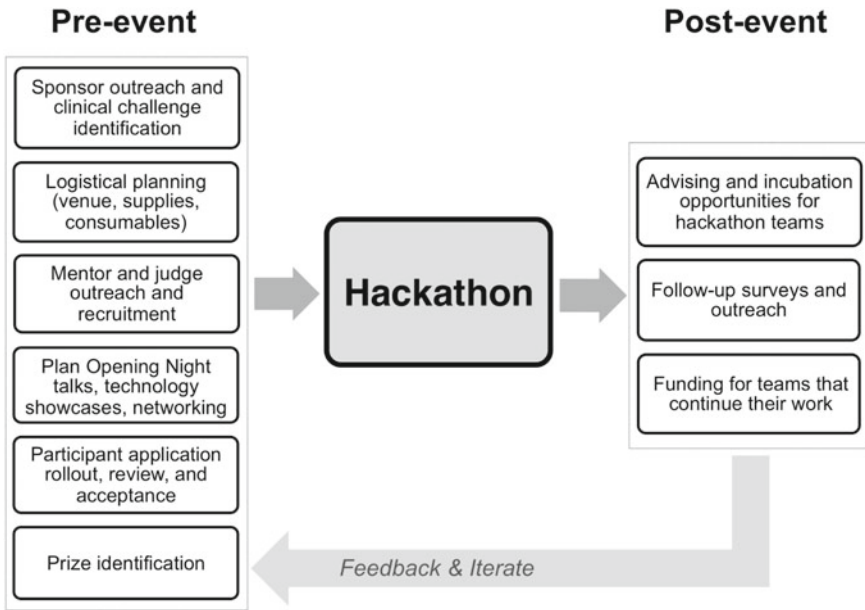 Pre-event
Sponsor outreach and
clinical challenge
identification
Logistical planning
(venue, supplies,
consumables)
Mentor and judge
outreach and
recruitment
Plan Opening Night
talks, technology
showcases, networking
Participant application
rollout, review, and
acceptance
Prize identification
Hackathon
Post-event
Advising and incubation
opportunities for
hackathon teams
Follow-up surveys and
outreach
Funding for teams that
continue their work
Feedback & Iterate